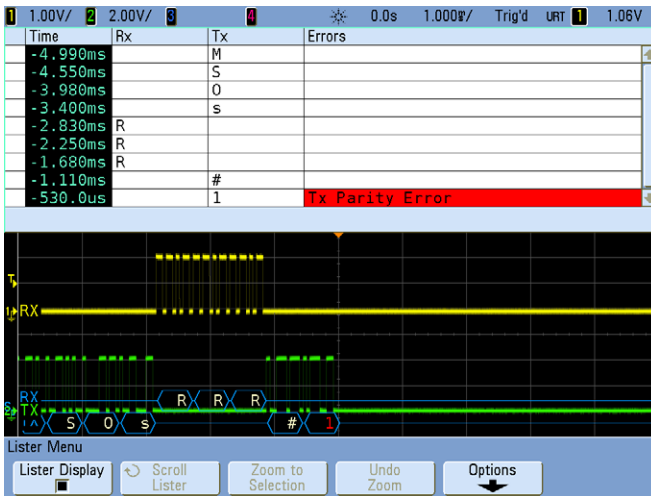 1 1.00V/ 2 2.00V/ 3 4 0.0s 1.000ms/ Trig'd URT 1 1.06V
Time Rx Tx Errors
-4.990ms M
-4.550ms S
-3.980ms O
-3.400ms s
-2.830ms R
-2.250ms R
-1.680ms R
-1.110ms #
-530.0us 1 Tx Parity Error
T
1 RX
RX R R R
2 TX S O s # 1
Lister Menu
Lister Display Scroll Lister Zoom to Selection Undo Zoom Options